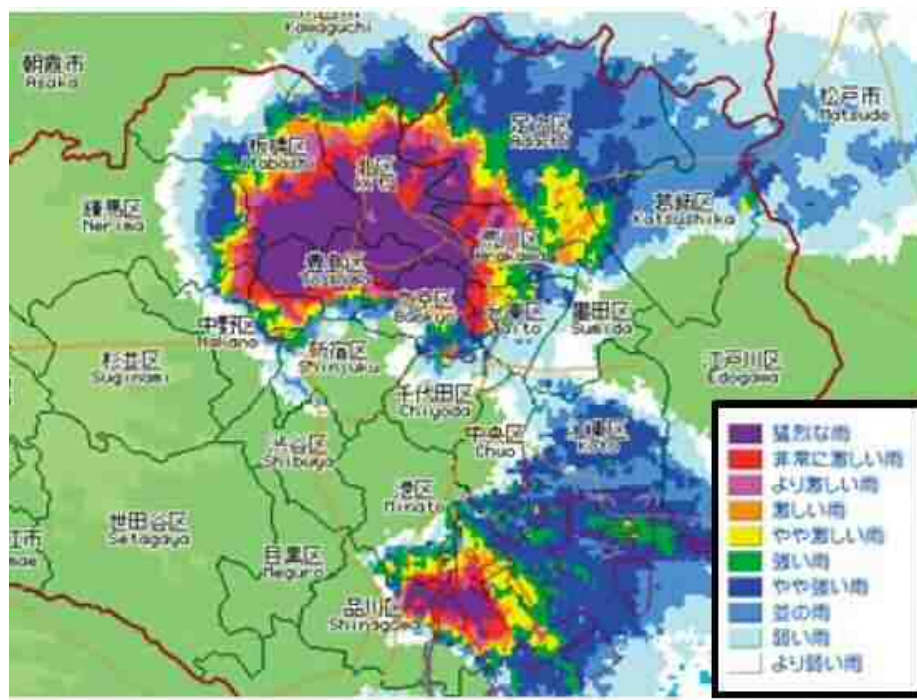 Kawaguchi
朝霞市
Asaka
松戸市
Matsudo
足立区
Adachi
板橋区
Itabashi
北区
Kita
練馬区
Nerima
葛飾区
Katsushika
荒川区
Arakawa
豊島区
Toshima
文京区
Bunkyo
台東区
Taito
墨田区
Sumida
中野区
Nakano
新宿区
Shinjuku
杉並区
Suginami
江戸川区
Edogawa
千代田区
Chiyoda
中央区
Chuo
江東区
Koto
渋谷区
Shibuya
港区
Minato
世田谷区
Setagaya
目黒区
Meguro
品川区
Shinagawa
江市
mae
猛烈な雨
非常に激しい雨
より激しい雨
激しい雨
やや激しい雨
強い雨
やや強い雨
並の雨
弱い雨
より弱い雨